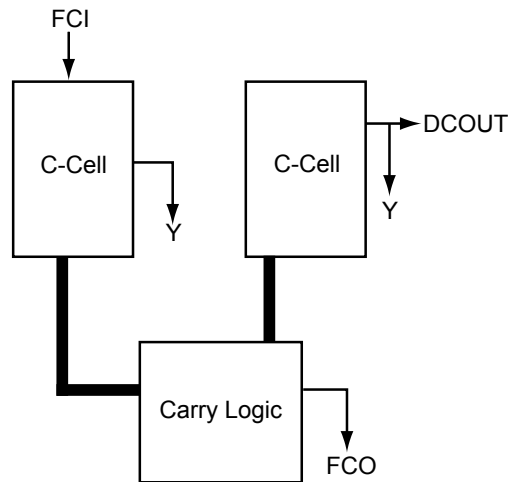 FCI
C-Cell
Y
C-Cell
DCOUT
Y
Carry Logic
FCO